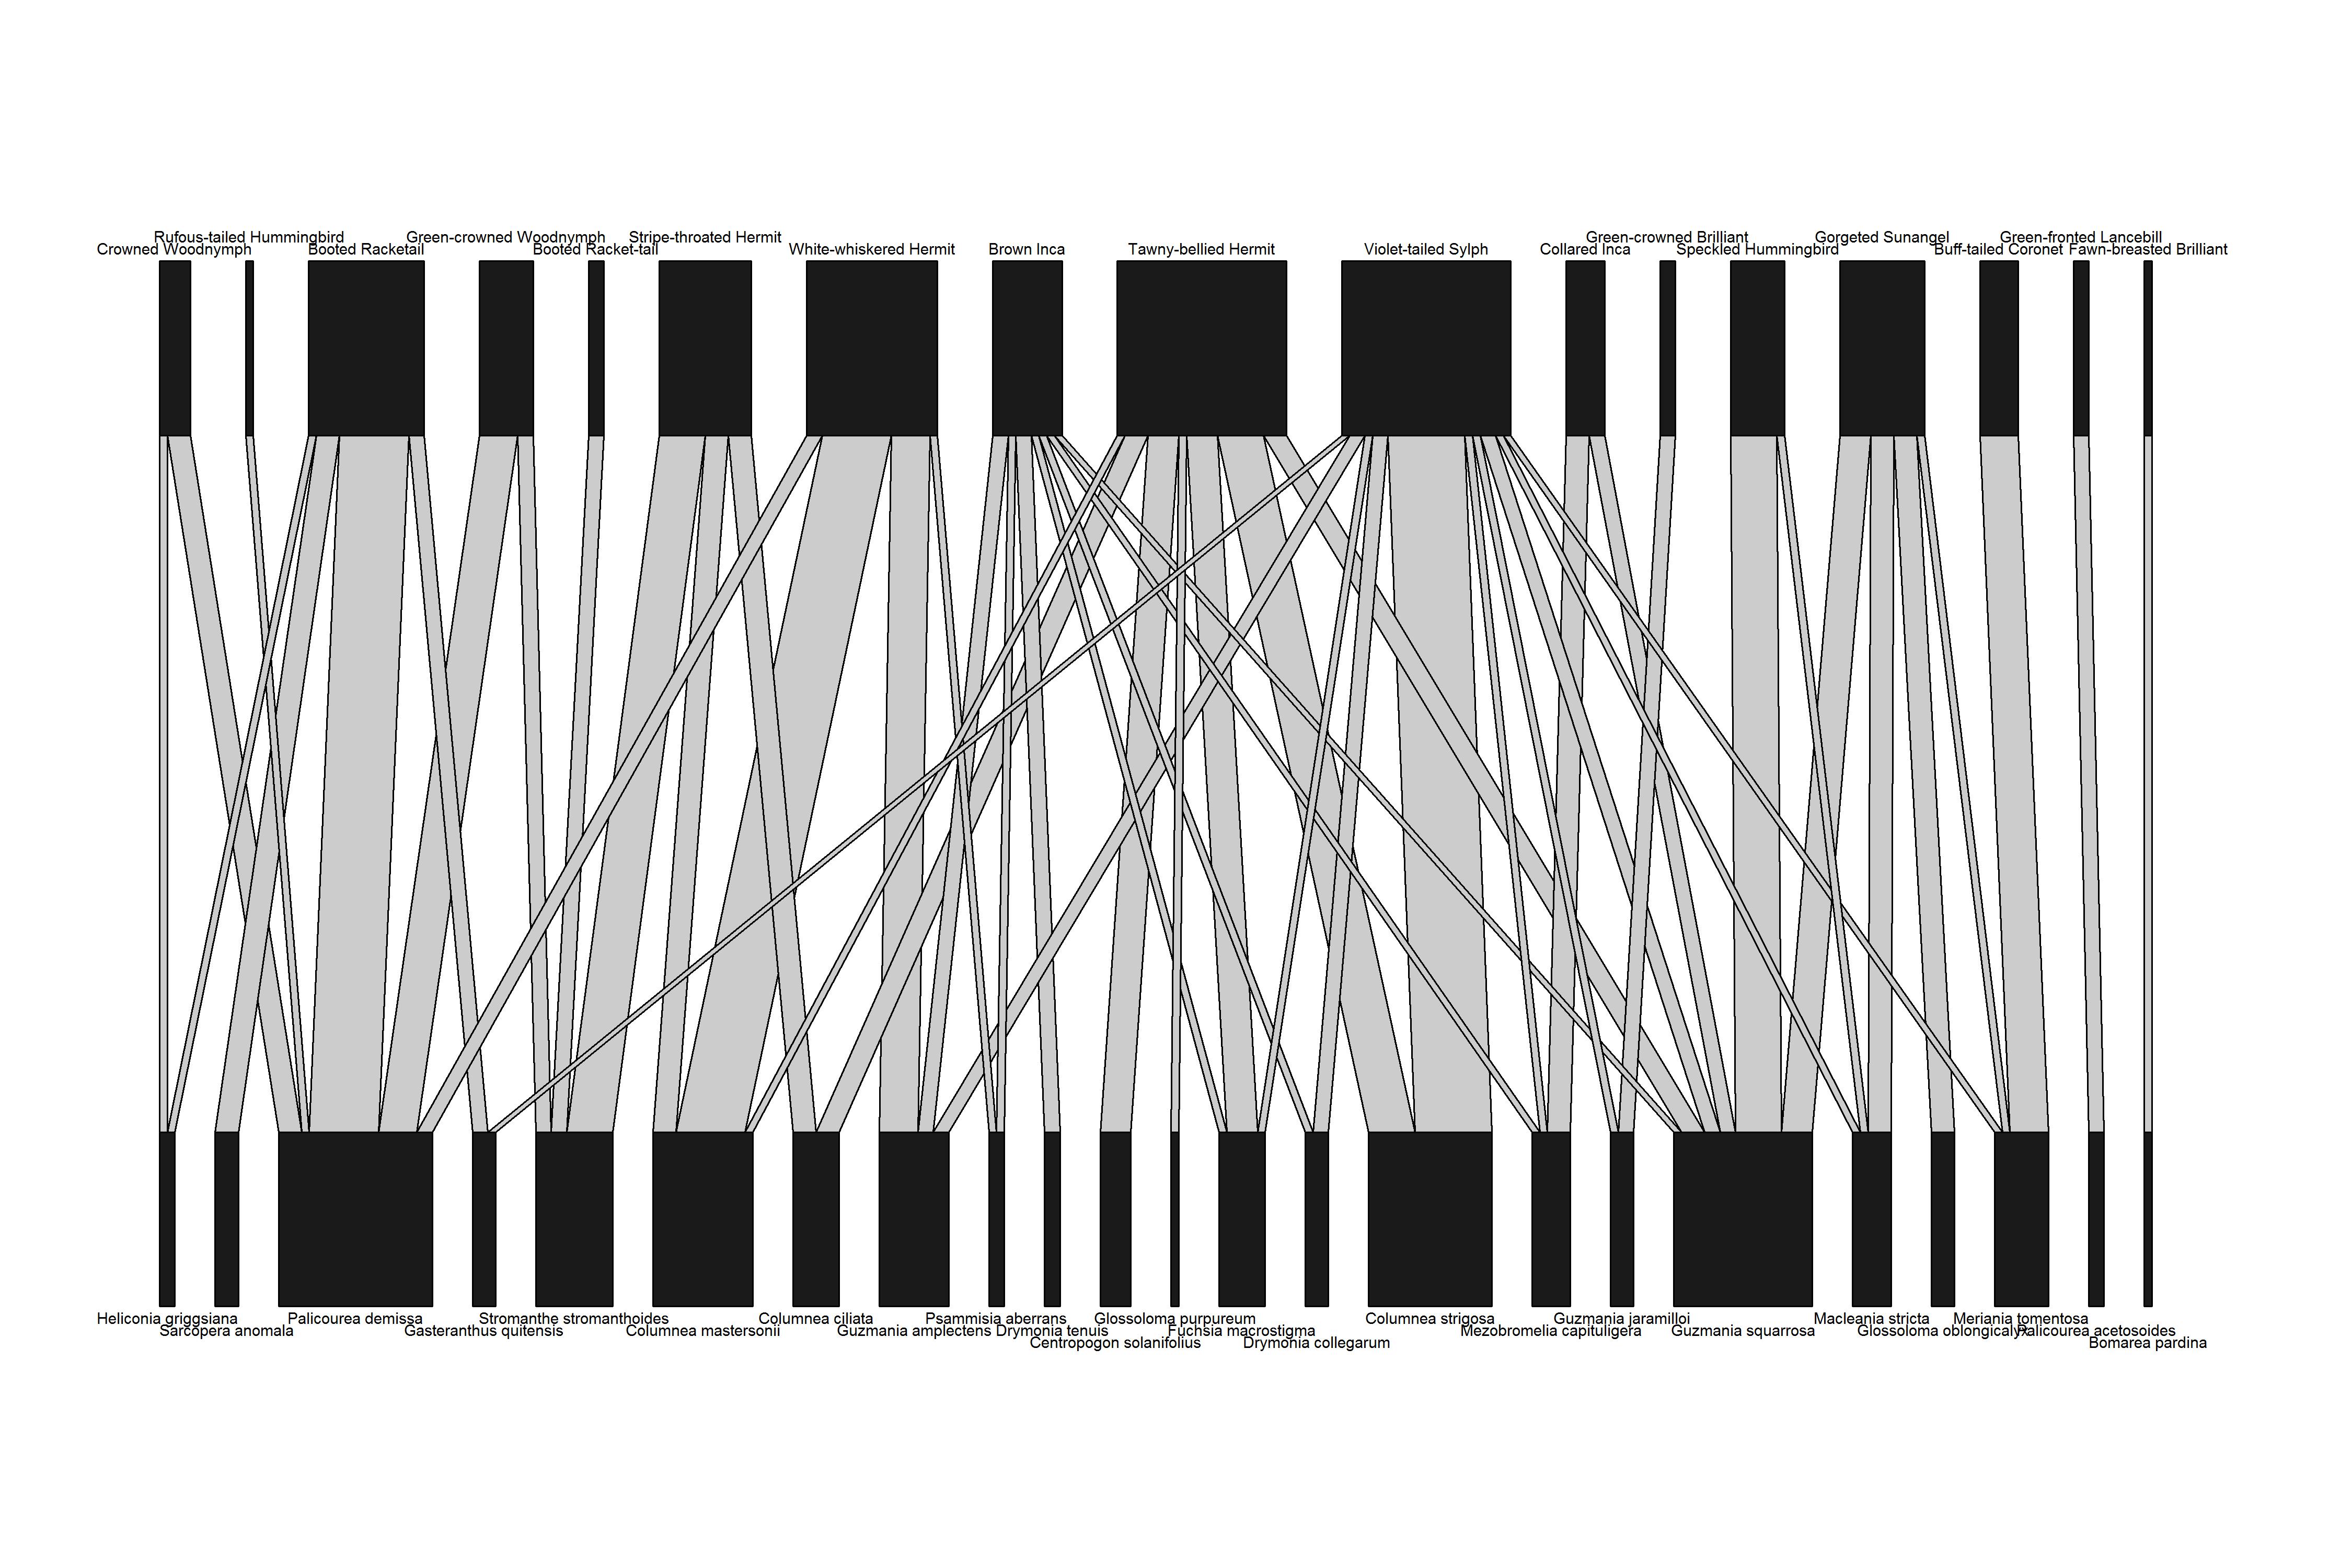 Rufous-tailed Hummingbird Green-crowned Woodnymph Stripe-throated Hermit Green-crowned Brilliant Gorgeted Sunangel Green-fronted Lancebill
Crowned Woodnymph Booted Racketail Booted Racket-tail White-whiskered Hermit Brown Inca Tawny-bellied Hermit Violet-tailed Sylph Collared Inca Speckled Hummingbird Buff-tailed Coronet Fawn-breasted Brilliant
Heliconia griggsiana Palicourea demissa Stromanthe stromanthoides Columnea ciliata Psammisia aberrans Glossoloma purpureum Columnea strigosa Guzmania jaramilloi Macleania stricta Meriania tomentosa
Sarcopera anomala Gasteranthus quitensis Columnea mastersonii Guzmania amplectens Drymonia tenuis Fuchsia macrostigma Mezobromelia capituligera Guzmania squarrosa Glossoloma oblongicalyx Palicourea acetosoides
Centropogon solanifolius Drymonia collegarum Bomarea pardina